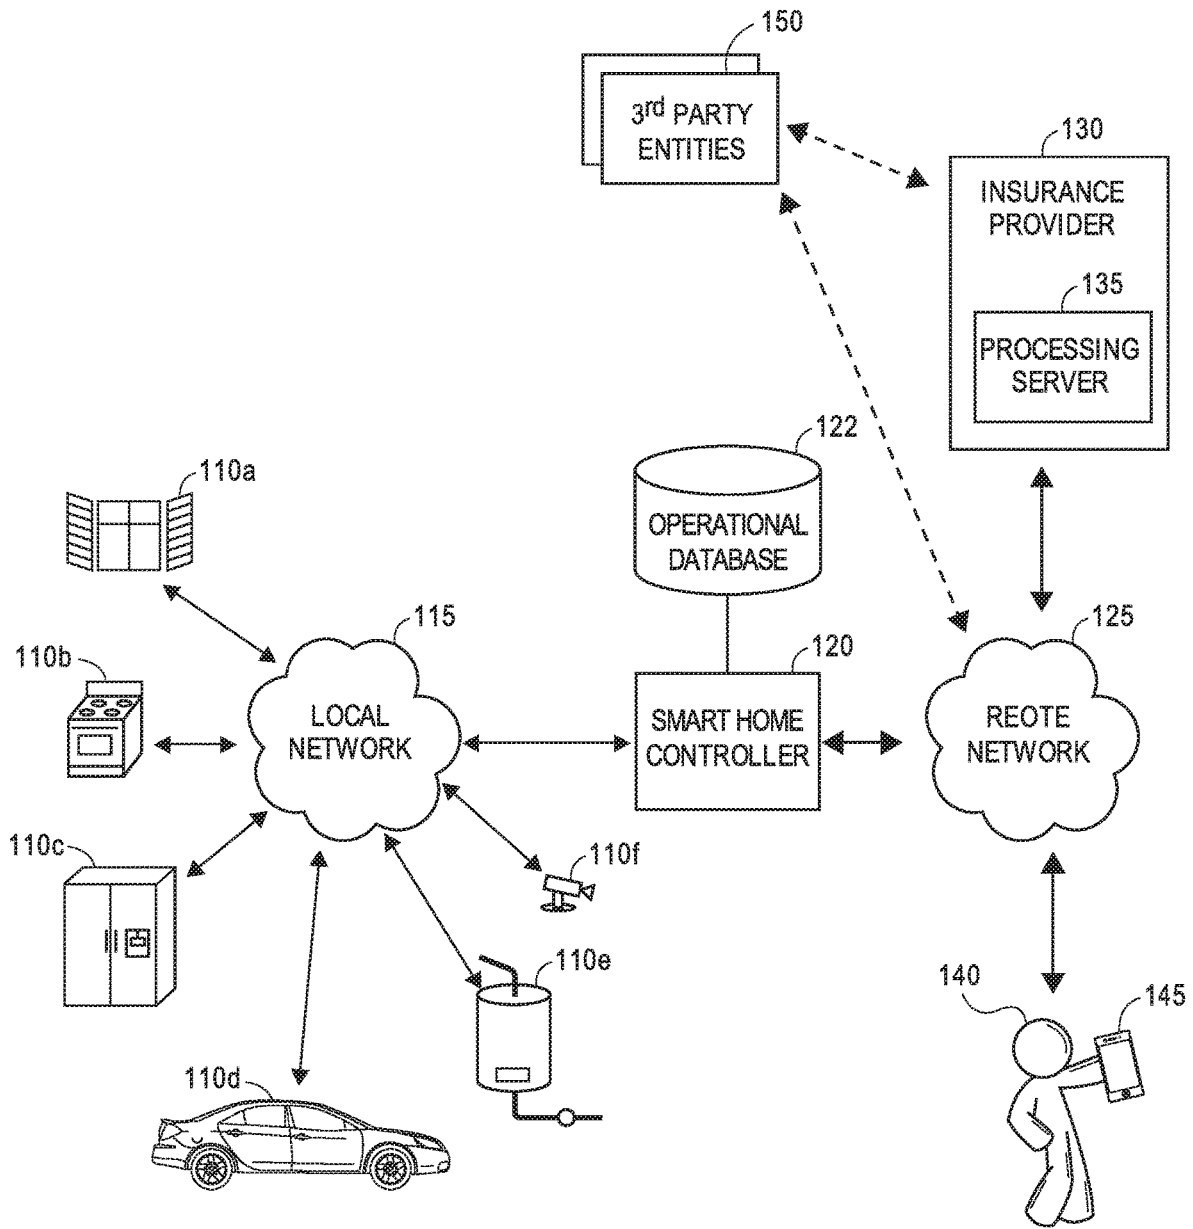 150
3rd PARTY
ENTITIES
130
INSURANCE
PROVIDER
135
PROCESSING
SERVER
122
OPERATIONAL
DATABASE
110a
115
LOCAL
NETWORK
110b
120
SMART HOME
CONTROLLER
125
REOTE
NETWORK
110c
110f
110e
110d
140
145